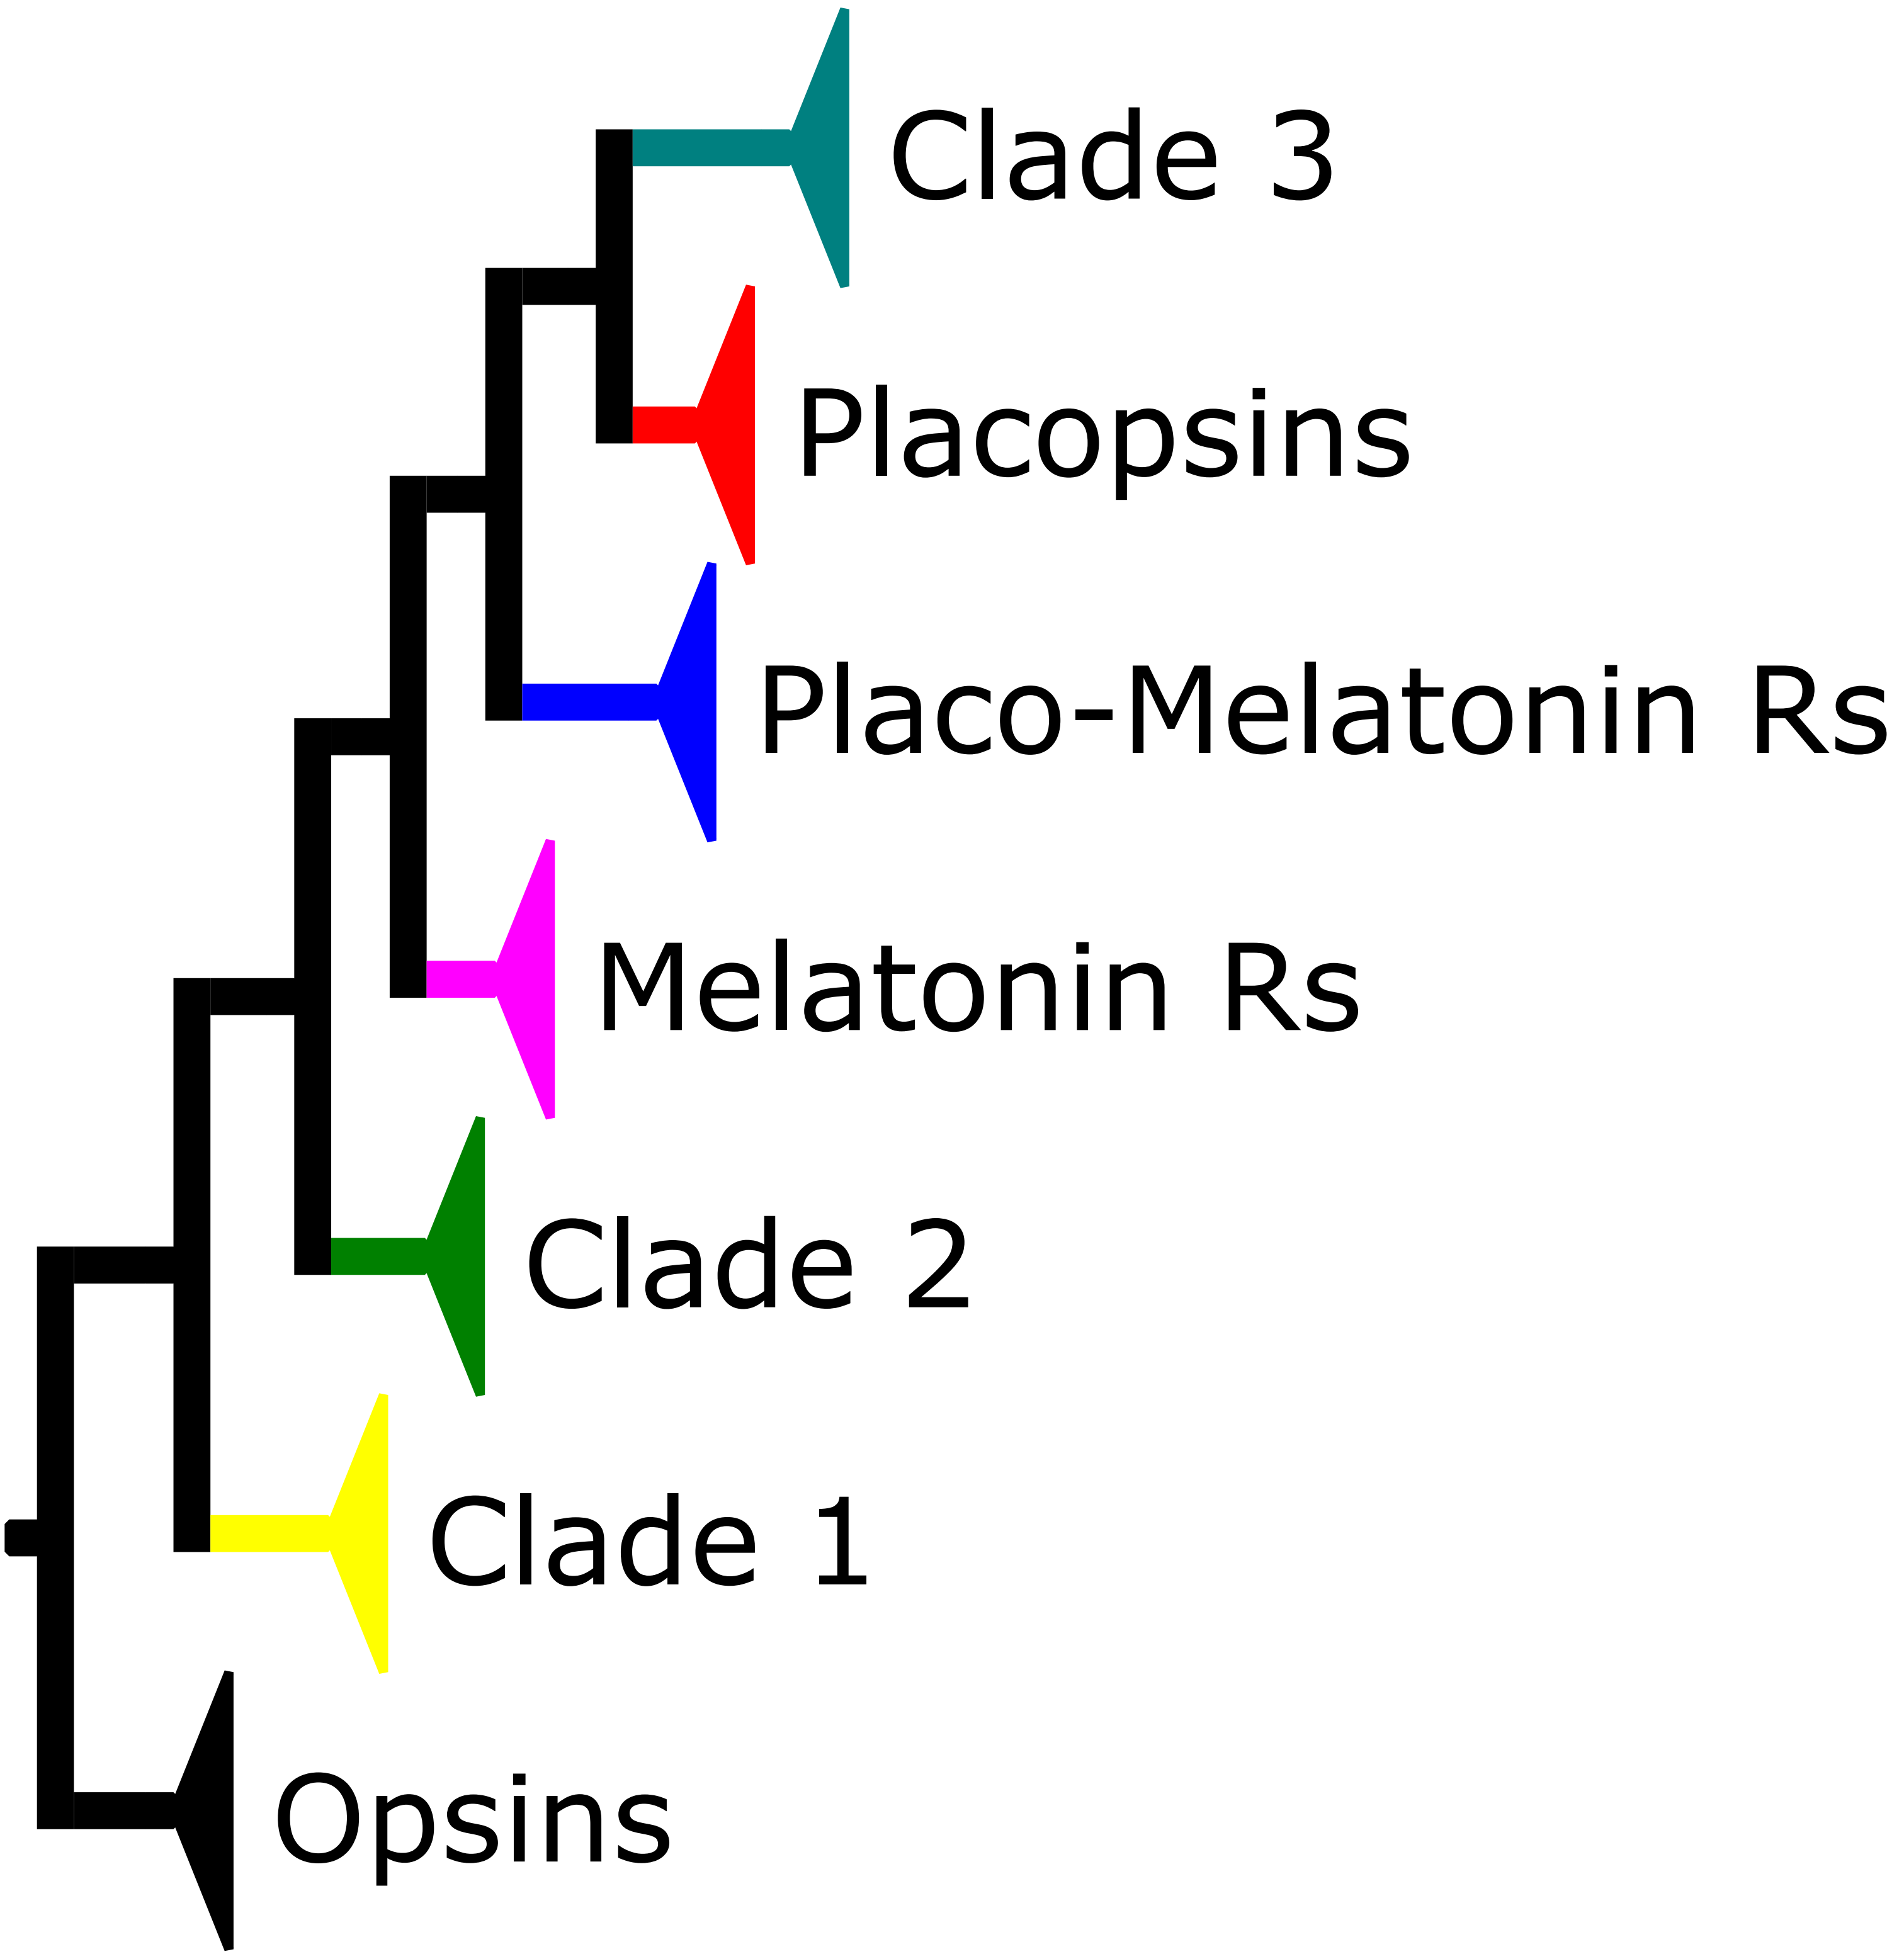 Clade 3
Placopsins
Placo-Melatonin Rs
Melatonin Rs
Clade 2
Clade 1
Opsins